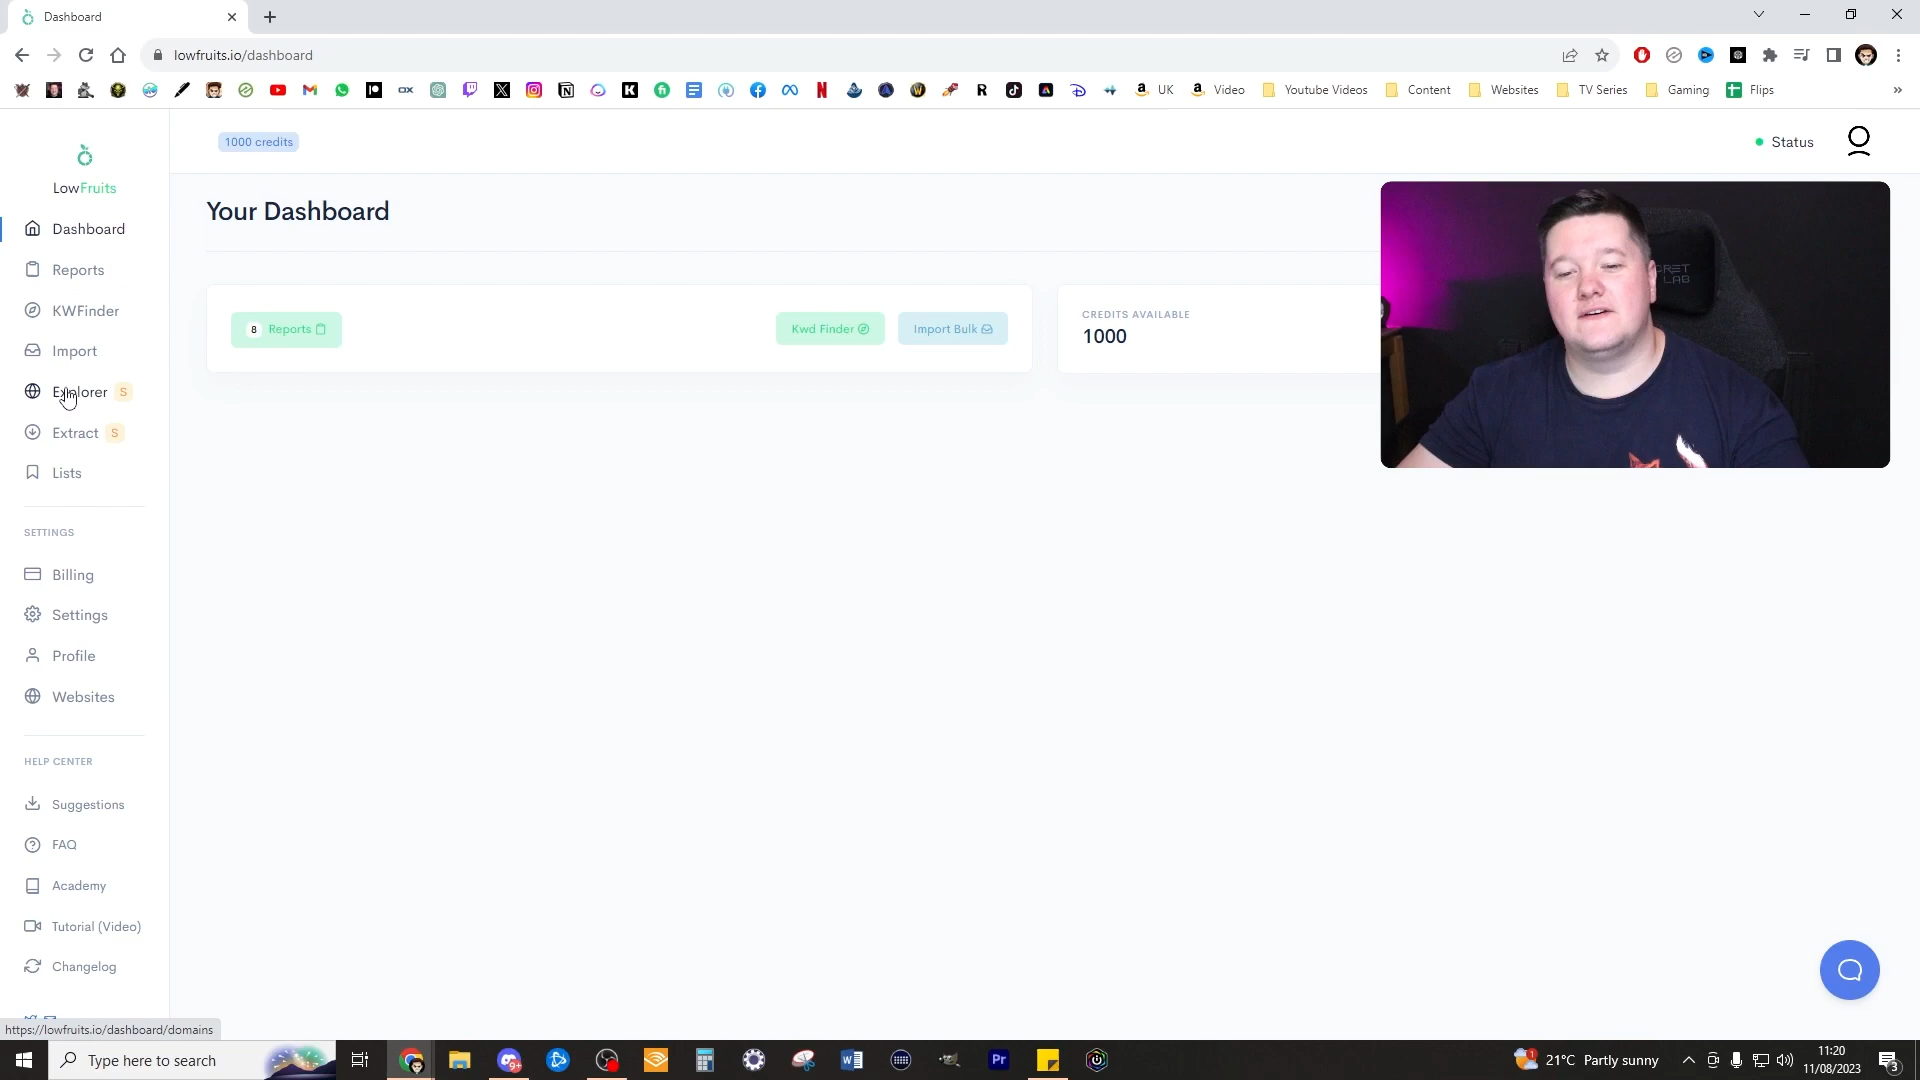 Dashboard
lowfruits.io/dashboard
UK
Video
Youtube Videos
Content
Websites
TV Series
Gaming
Flips
1000 credits
Status
LowFruits
Dashboard
Reports
KWFinder
Import
Explorer S
Extract S
Lists
SETTINGS
Billing
Settings
Profile
Websites
HELP CENTER
Suggestions
FAQ
Academy
Tutorial (Video)
Changelog
Your Dashboard
8 Reports
Kwd Finder
Import Bulk
CREDITS AVAILABLE
1000
https://lowfruits.io/dashboard/domains
Type here to search
21°C Partly sunny
11:20
11/08/2023